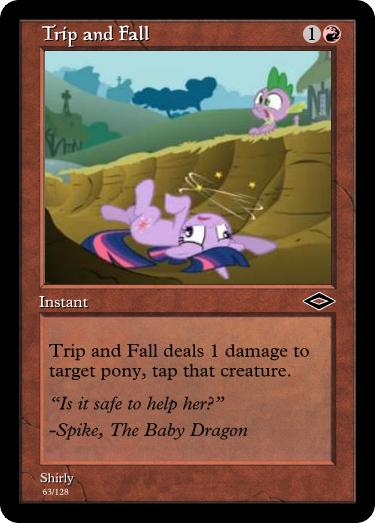 Trip and Fall 1
Instant
Trip and Fall deals 1 damage to
target pony, tap that creature.
“Is it safe to help her?”
-Spike, The Baby Dragon
Shirly
63/128